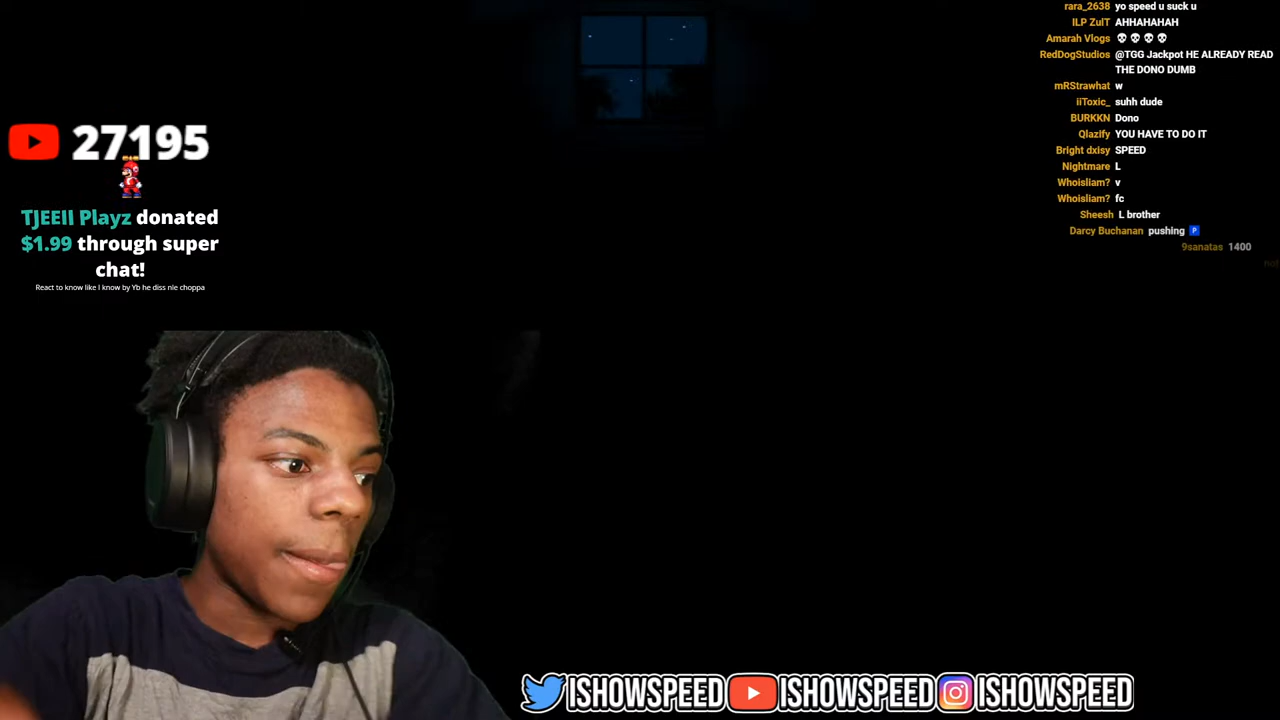 27195
TJEEII Playz donated
$1.99 through super
chat!
React to know like I know by Yb he diss nle choppa
rara_2638 yo speed u suck u
ILP ZulT AHHAHAHAH
Amarah Vlogs 💀💀💀💀
RedDogStudios @TGG Jackpot HE ALREADY READ
THE DONO DUMB
mRStrawhat w
iiToxic_ suhh dude
BURKKN Dono
Qlazify YOU HAVE TO DO IT
Bright dxisy SPEED
Nightmare L
Whoisliam? v
Whoisliam? fc
Sheesh L brother
Darcy Buchanan pushing 🅿
9sanatas 1400
ISHOWSPEED ISHOWSPEED ISHOWSPEED